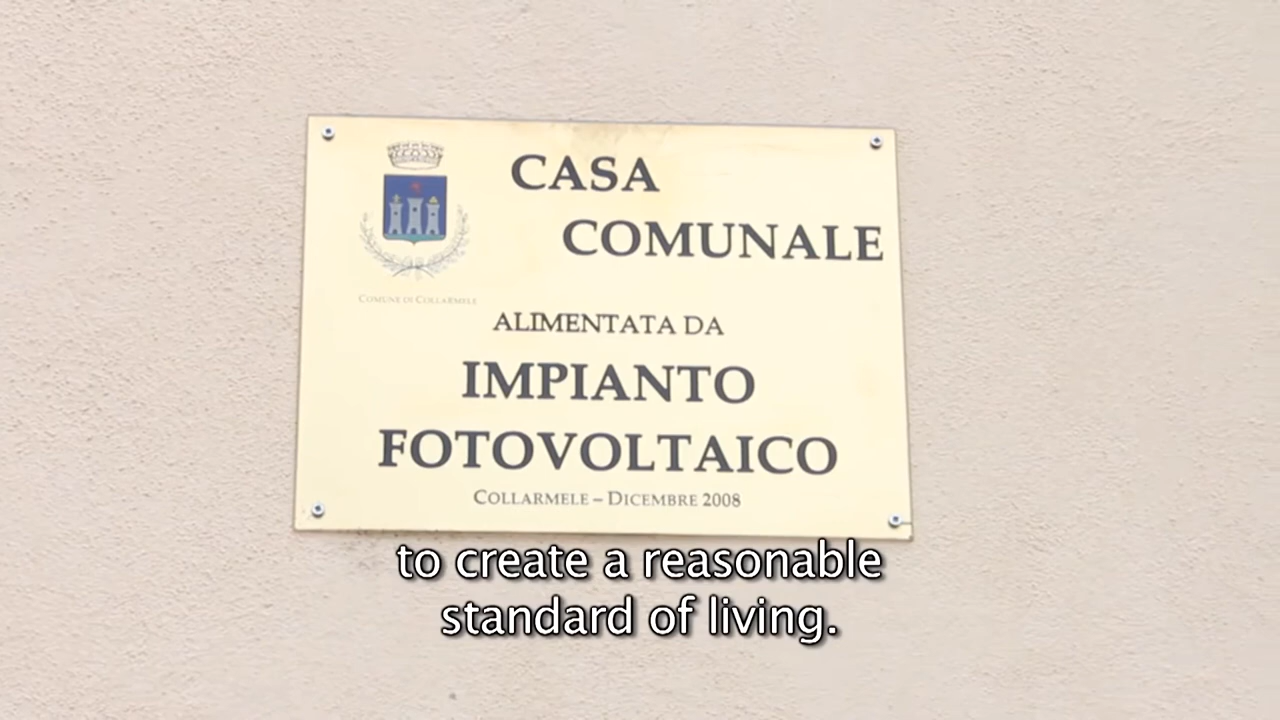 CASA
COMUNALE
COMUNE DI COLLARMELE
ALIMENTATA DA
IMPIANTO
FOTOVOLTAICO
COLLARMELE – DICEMBRE 2008
to create a reasonable
standard of living.